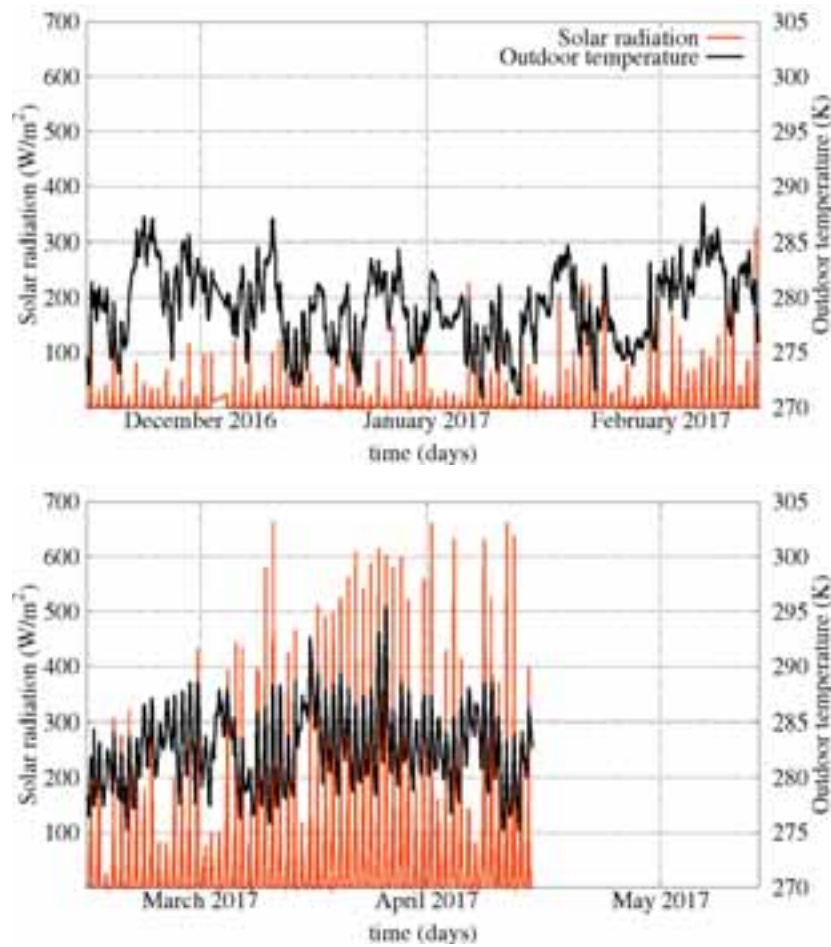 700
600
500
400
300
200
100
Solar radiation (W/m²)
305
300
295
290
285
280
275
270
Outdoor temperature (K)
Solar radiation
Outdoor temperature
December 2016
January 2017
February 2017
time (days)
700
600
500
400
300
200
100
Solar radiation (W/m²)
305
300
295
290
285
280
275
270
Outdoor temperature (K)
March 2017
April 2017
May 2017
time (days)